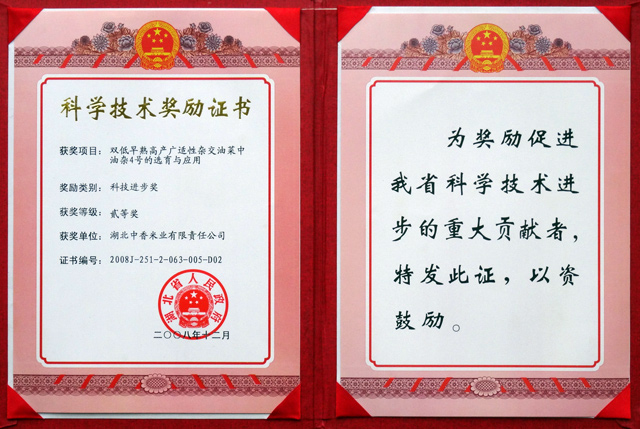 科学技术奖励证书
获奖项目：双低早熟高产广适性杂交油菜中
油杂4号的选育与应用
奖励类别：科技进步奖
获奖等级：贰等奖
获奖单位：湖北中香米业有限责任公司
证书编号：2008J-251-2-063-005-D02
湖北省人民政府
二〇〇八年十二月
为奖励促进
我省科学技术进
步的重大贡献者，
特发此证，以资
鼓励。